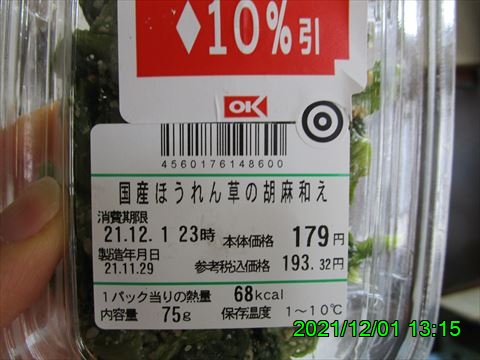 ♦10%引
OK
4560176148600
国産ほうれん草の胡麻和え
消費期限
21.12. 1 23時 本体価格 179円
製造年月日
21.11.29 参考税込価格 193.32円
1パック当りの熱量 68kcal
内容量 75g 保存温度 1~10℃
2021/12/01 13:15